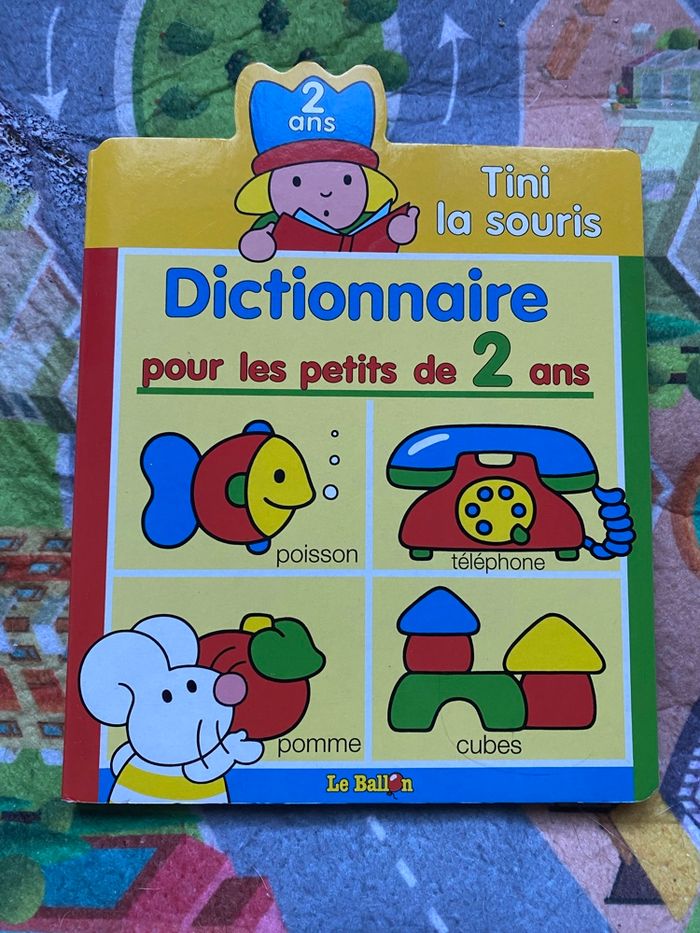 2
ans
Tini
la souris
Dictionnaire
pour les petits de 2 ans
poisson
téléphone
pomme
cubes
Le Ballon